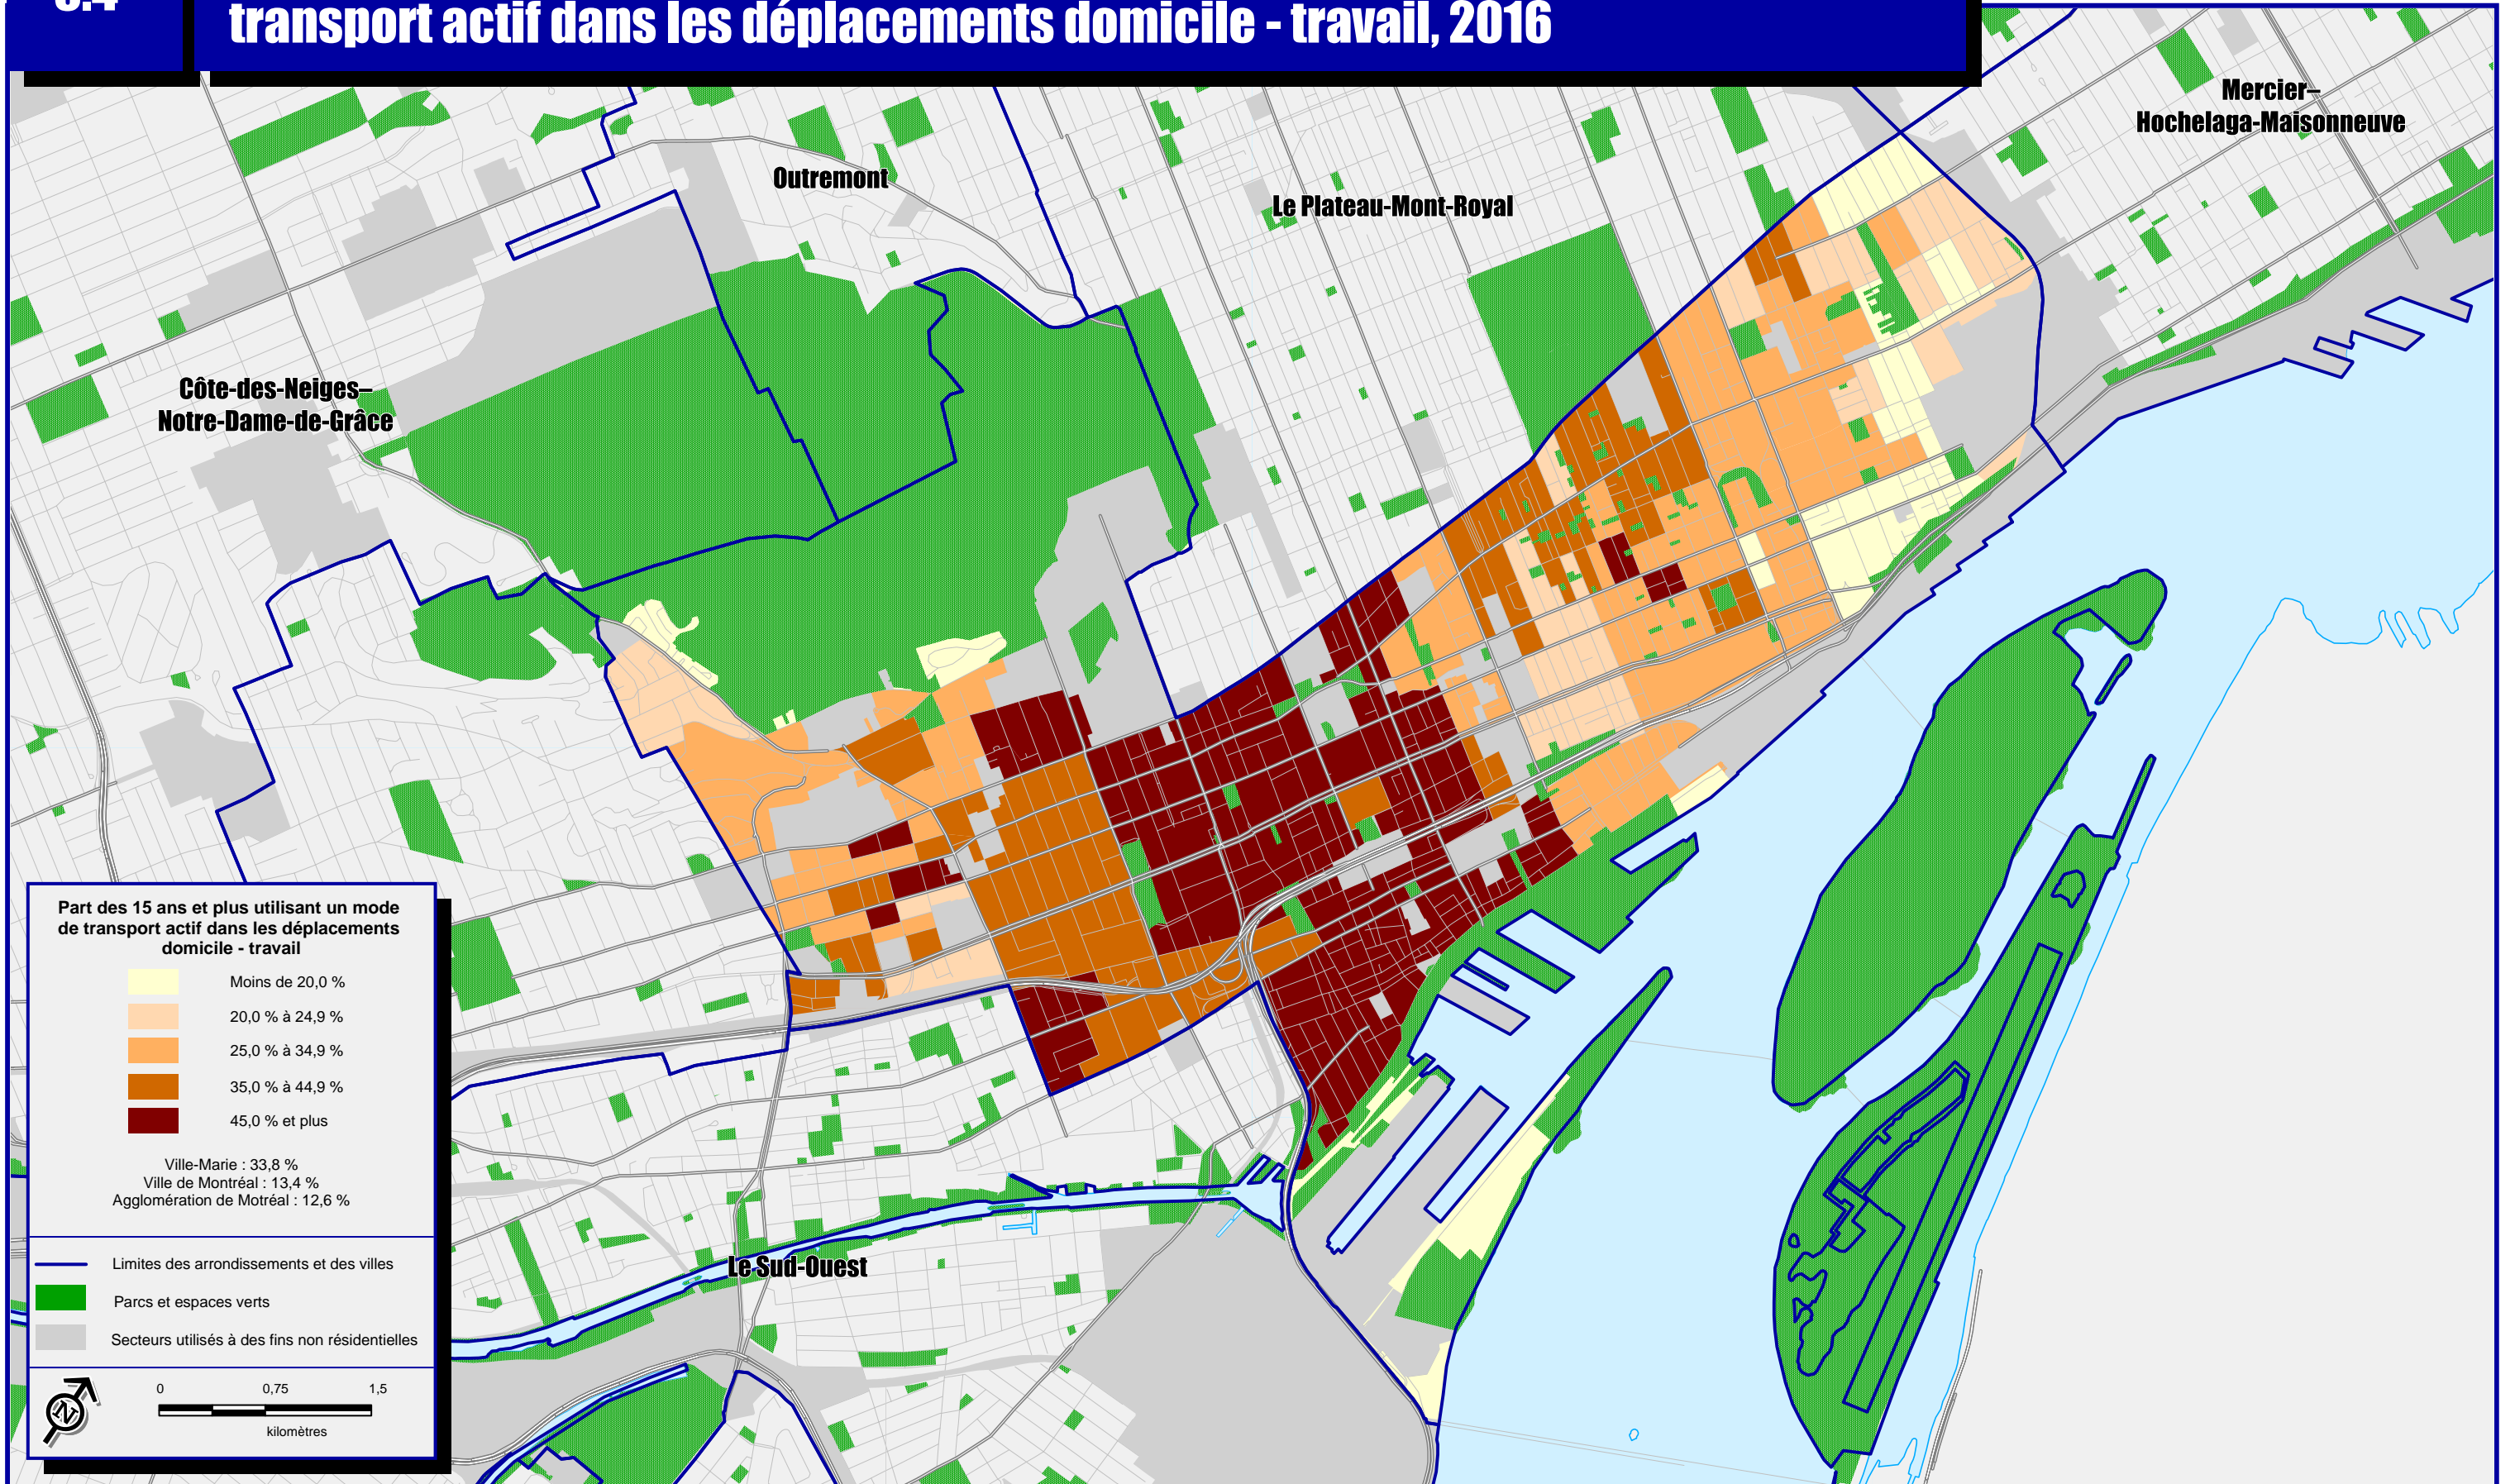 transport actif dans les déplacements domicile - travail, 2016
Mercier–
Hochelaga-Maisonneuve
Outremont
Le Plateau-Mont-Royal
Côte-des-Neiges–
Notre-Dame-de-Grâce
Le Sud-Ouest
Part des 15 ans et plus utilisant un mode
de transport actif dans les déplacements
domicile - travail
Moins de 20,0 %
20,0 % à 24,9 %
25,0 % à 34,9 %
35,0 % à 44,9 %
45,0 % et plus
Ville-Marie : 33,8 %
Ville de Montréal : 13,4 %
Agglomération de Motréal : 12,6 %
Limites des arrondissements et des villes
Parcs et espaces verts
Secteurs utilisés à des fins non résidentielles
N
0 0,75 1,5
kilomètres